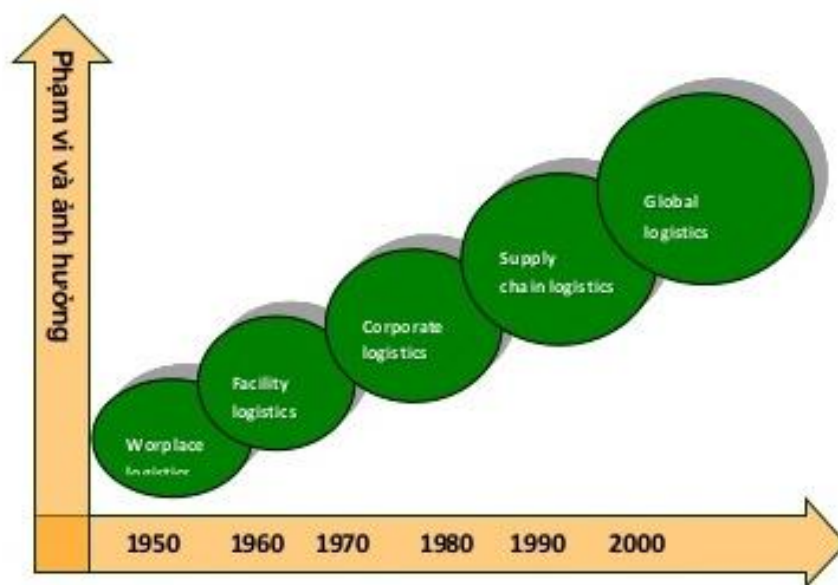 Phạm vi và ảnh hưởng
Global
logistics
Supply
chain logistics
Corporate
logistics
Facility
logistics
Worplace
logistics
1950 1960 1970 1980 1990 2000